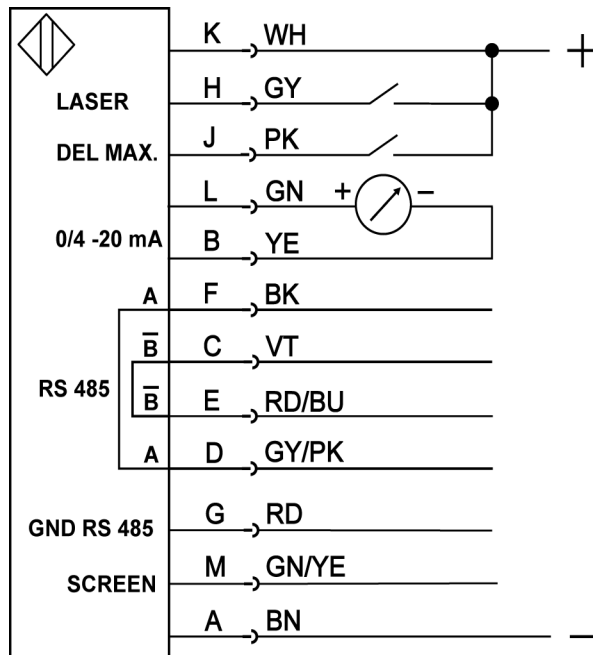 K WH +
LASER H GY
DEL MAX. J PK
L GN + −
0/4 -20 mA B YE
A F BK
B̅ C VT
RS 485
B̅ E RD/BU
A D GY/PK
GND RS 485 G RD
SCREEN M GN/YE
A BN −